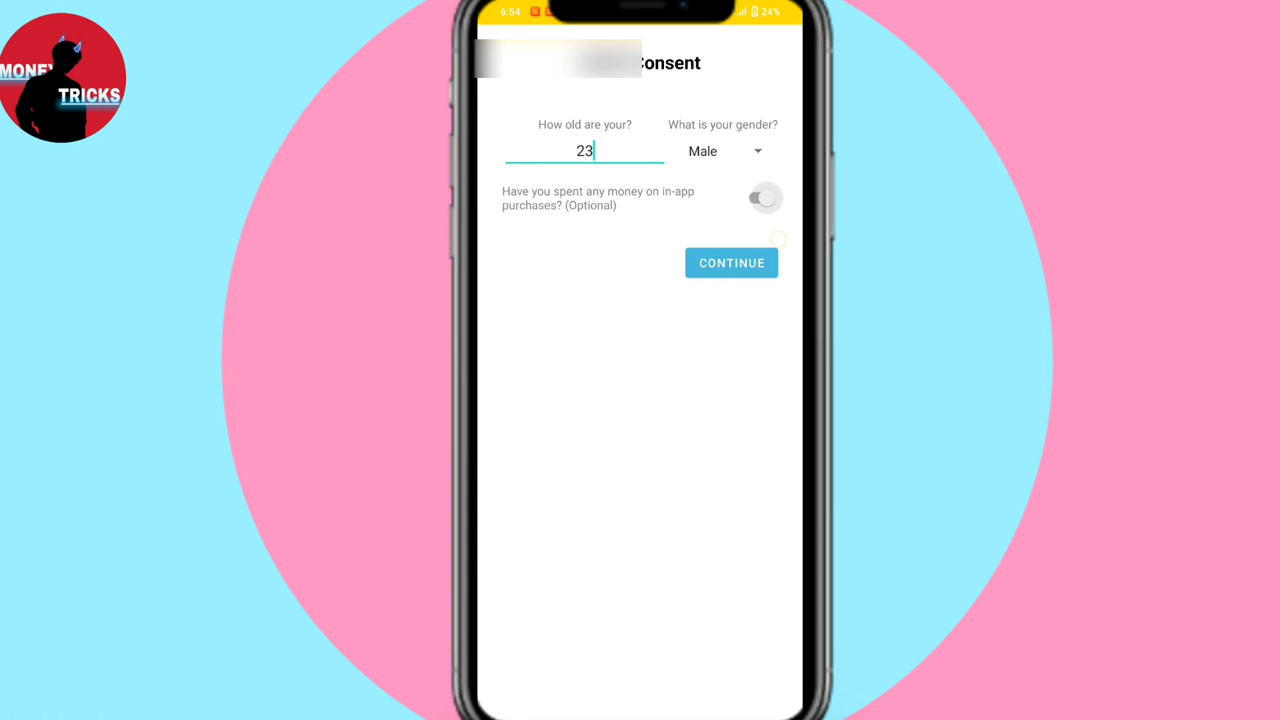 MONEY
TRICKS
6:54
24%
Consent
How old are your?
What is your gender?
23
Male
Have you spent any money on in-app
purchases? (Optional)
CONTINUE